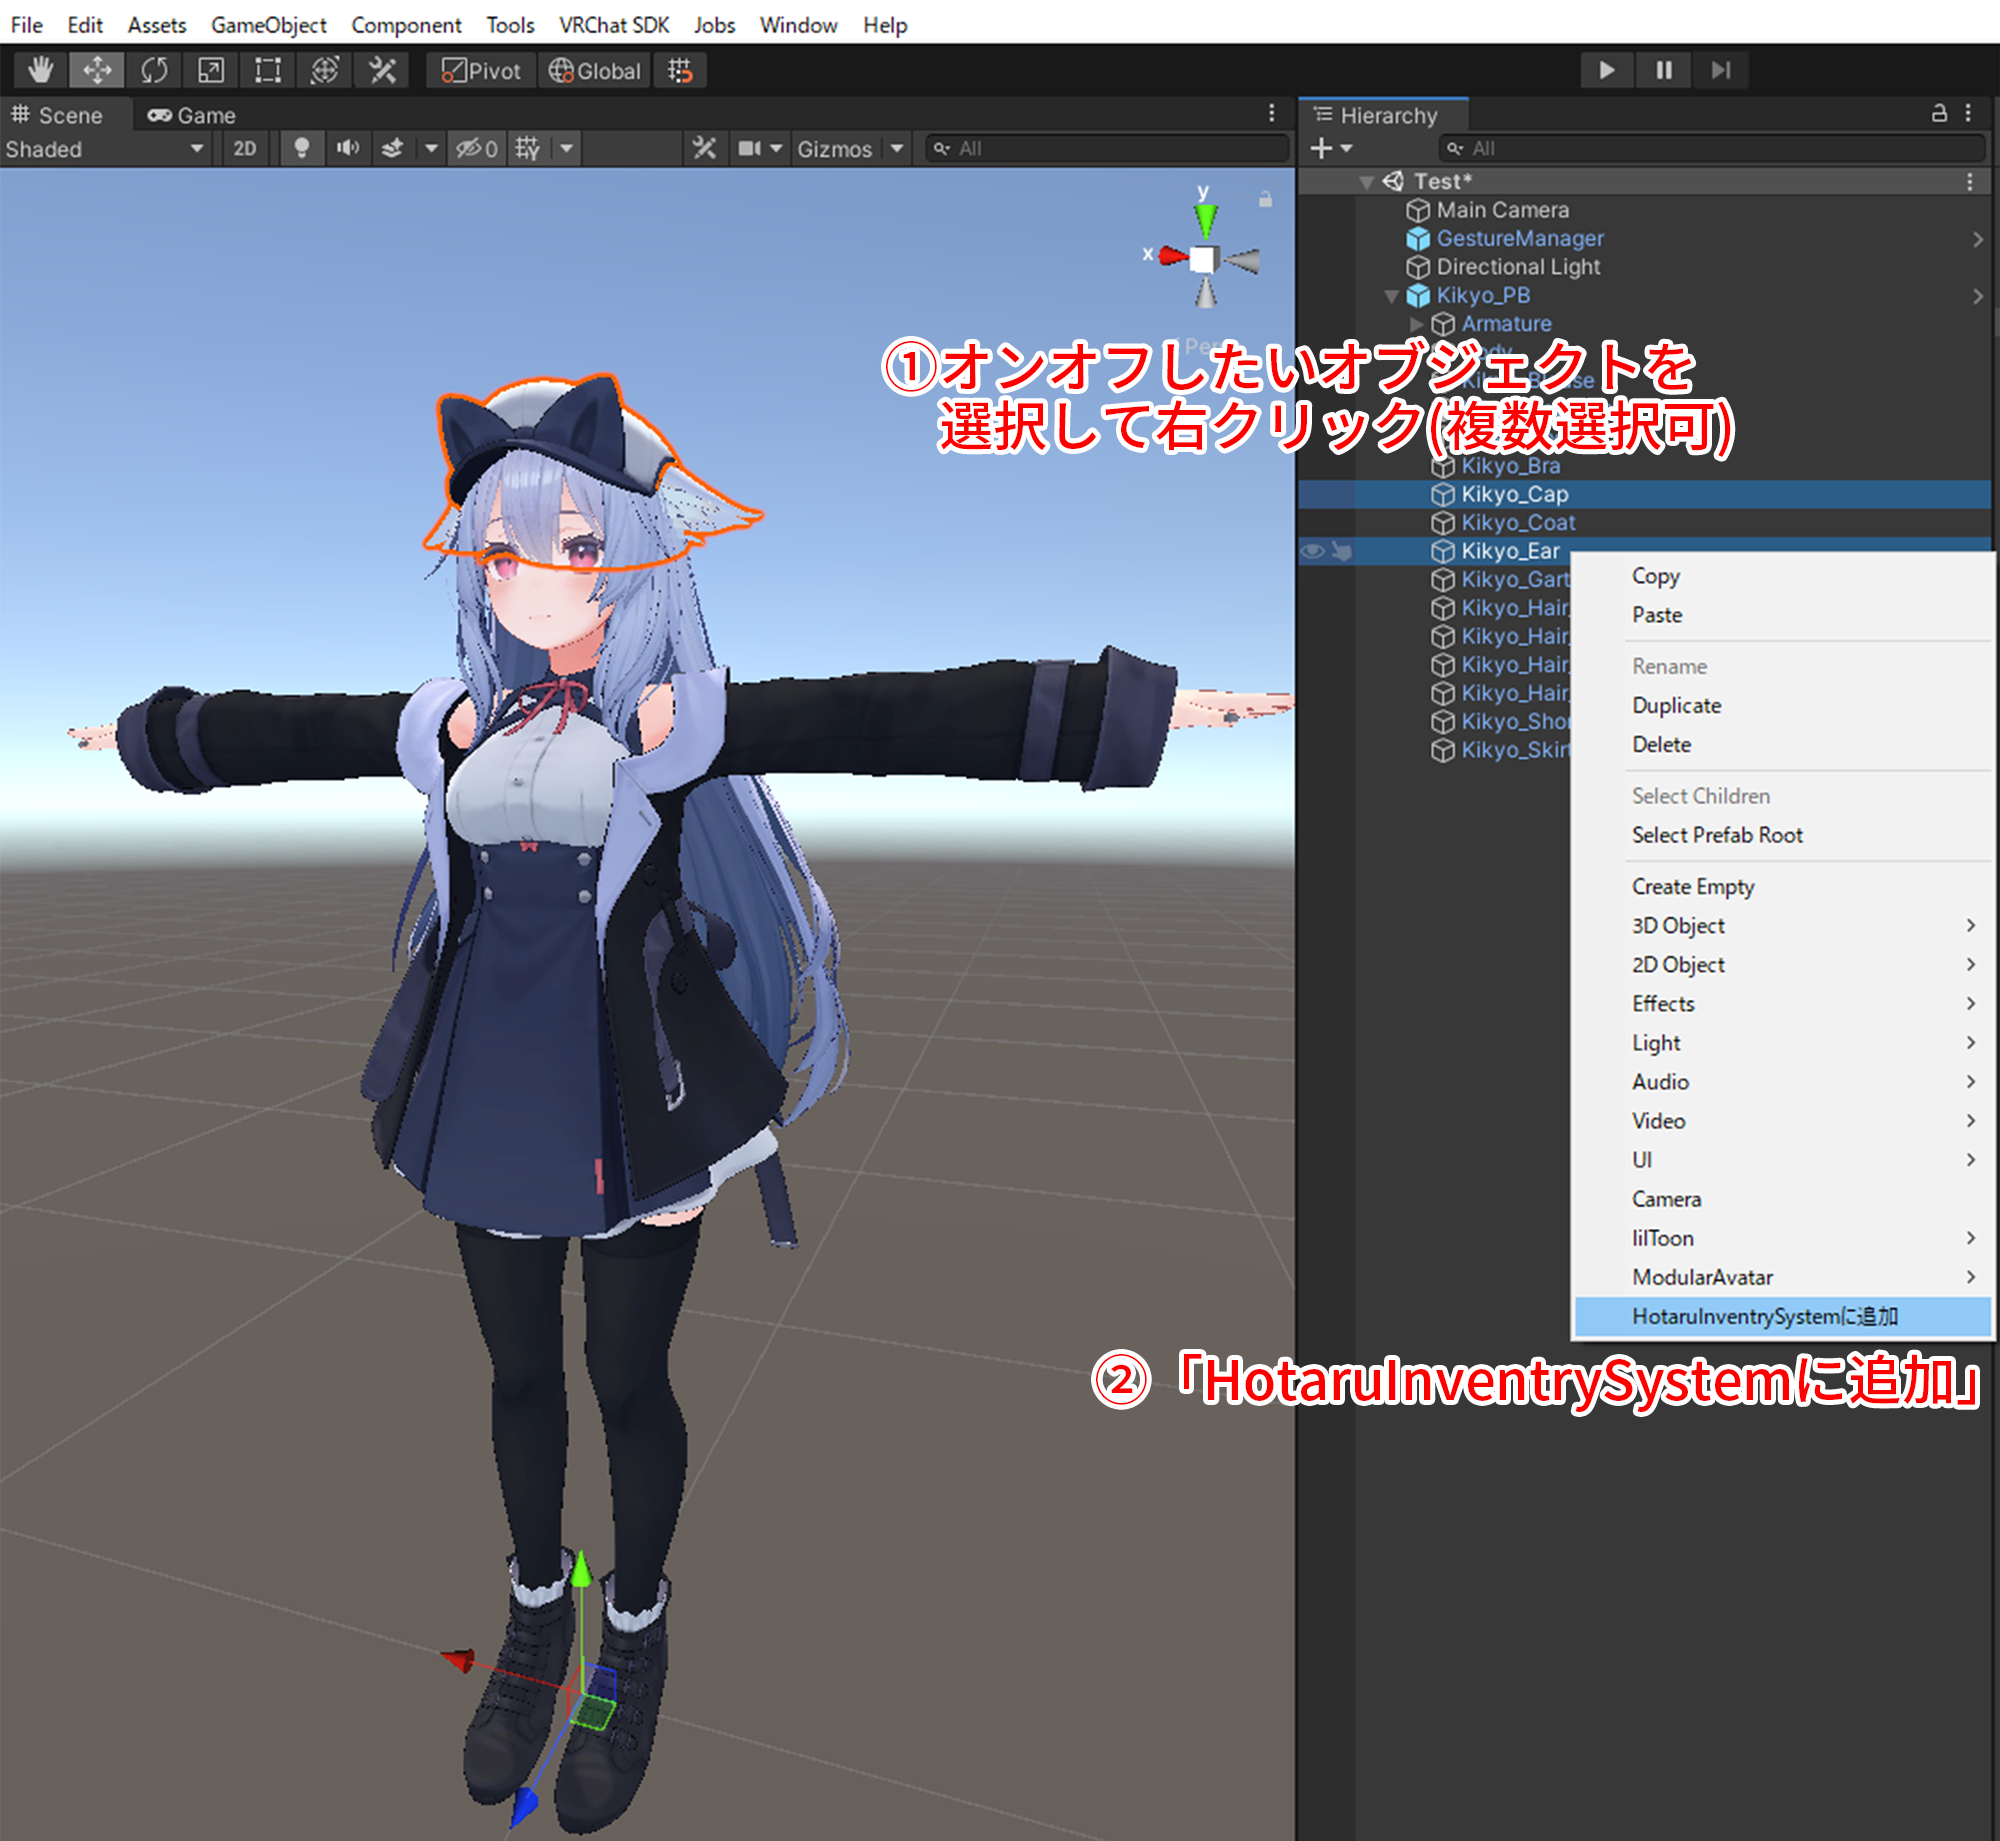 File Edit Assets GameObject Component Tools VRChat SDK Jobs Window Help
Pivot Global
Scene Game
Shaded 2D 0 Gizmos All
Hierarchy
All
Test*
Main Camera
GestureManager
Directional Light
Kikyo_PB
Armature
y
x
①オンオフしたいオブジェクトを
選択して右クリック(複数選択可)
Kikyo_Bra
Kikyo_Cap
Kikyo_Coat
Kikyo_Ear
Kikyo_Gart
Kikyo_Hair_
Kikyo_Hair_
Kikyo_Hair_
Kikyo_Hair_
Kikyo_Shor
Kikyo_Skirt
Copy
Paste
Rename
Duplicate
Delete
Select Children
Select Prefab Root
Create Empty
3D Object
2D Object
Effects
Light
Audio
Video
UI
Camera
lilToon
ModularAvatar
HotaruInventrySystemに追加
②「HotaruInventrySystemに追加」